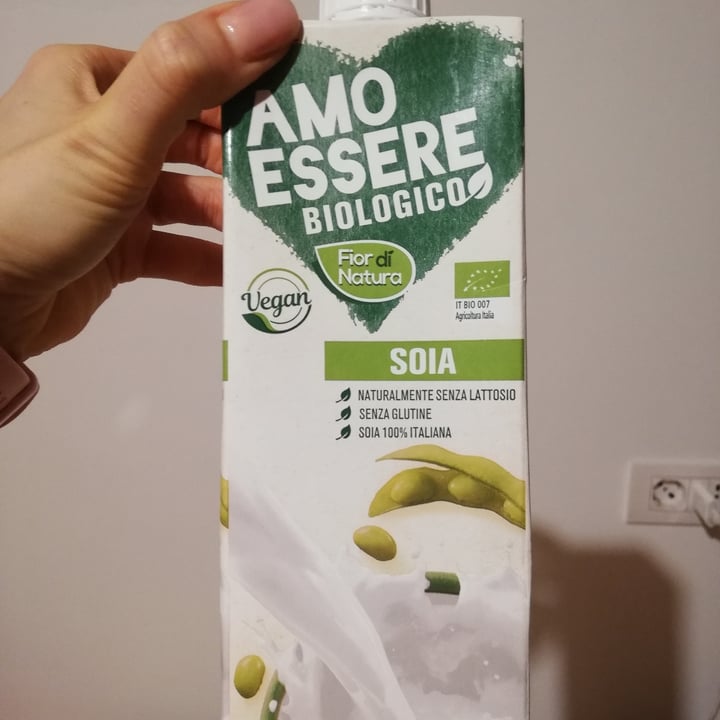 AMO
ESSERE
BIOLOGICO
Fior di
Natura
Vegan
IT BIO 007
Agricoltura Italia
SOIA
NATURALMENTE SENZA LATTOSIO
SENZA GLUTINE
SOIA 100% ITALIANA